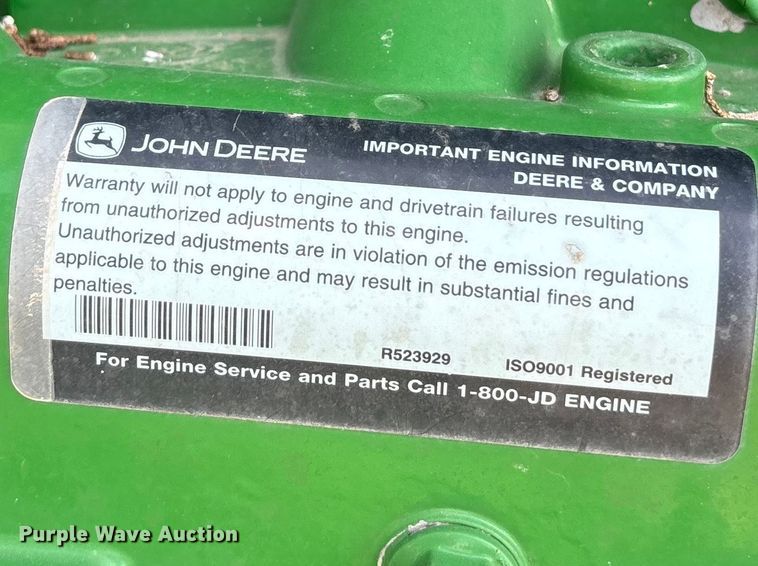 JOHN DEERE
IMPORTANT ENGINE INFORMATION
DEERE & COMPANY
Warranty will not apply to engine and drivetrain failures resulting
from unauthorized adjustments to this engine.
Unauthorized adjustments are in violation of the emission regulations
applicable to this engine and may result in substantial fines and
penalties.
R523929
ISO9001 Registered
For Engine Service and Parts Call 1-800-JD ENGINE
Purple Wave Auction